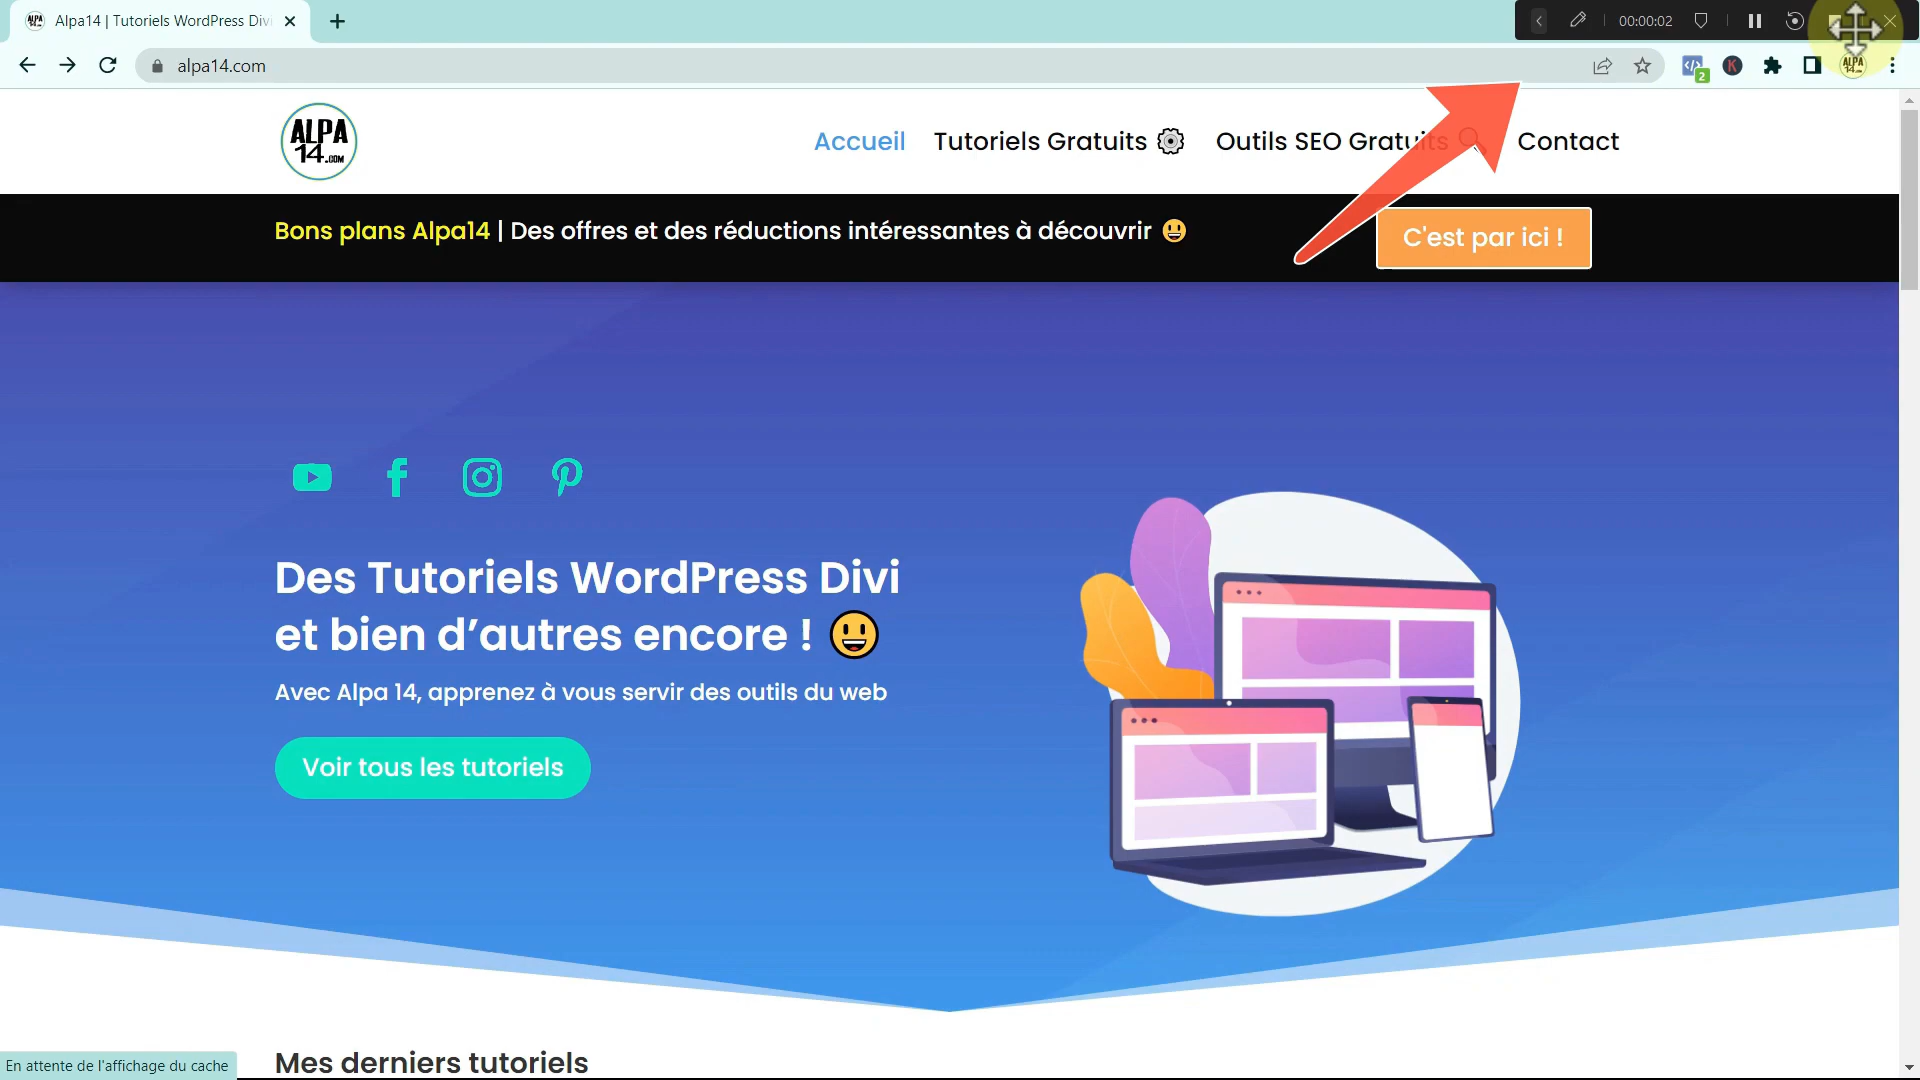 Alpa14 | Tutoriels WordPress Divi
00:00:02
alpa14.com
2
K
ALPA
14.COM
Accueil
Tutoriels Gratuits
Outils SEO Gratuits
Contact
Bons plans Alpa14 | Des offres et des réductions intéressantes à découvrir
C'est par ici !
Des Tutoriels WordPress Divi
et bien d’autres encore !
Avec Alpa 14, apprenez à vous servir des outils du web
Voir tous les tutoriels
Mes derniers tutoriels
En attente de l'affichage du cache